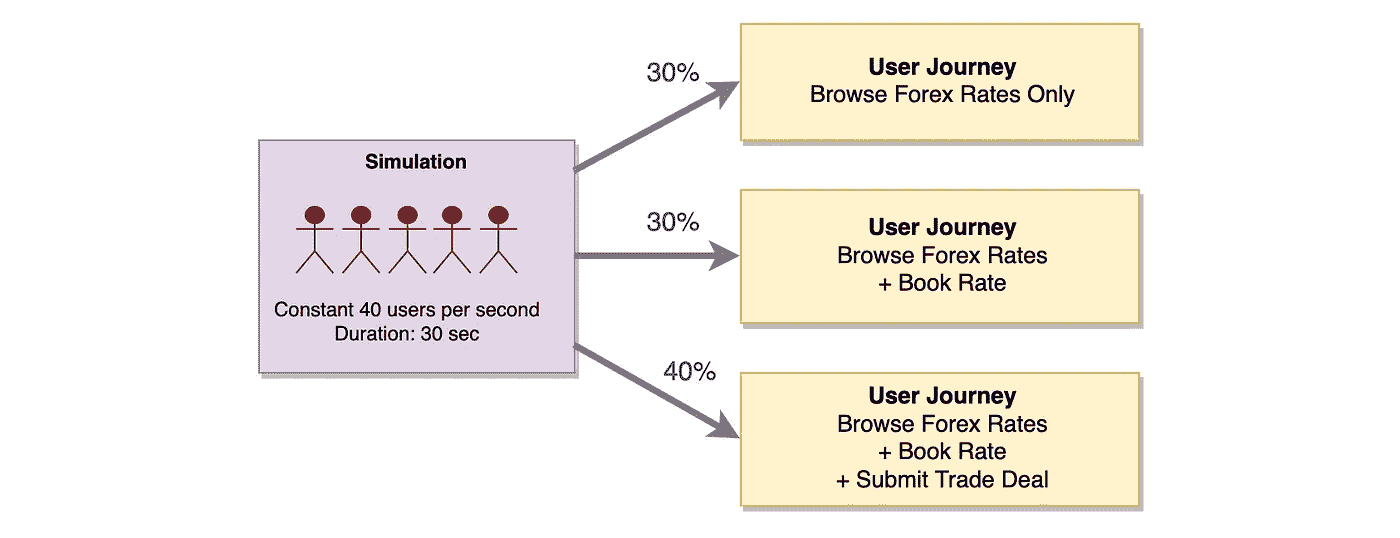 Simulation
Constant 40 users per second
Duration: 30 sec
30%
User Journey
Browse Forex Rates Only
30%
User Journey
Browse Forex Rates
+ Book Rate
40%
User Journey
Browse Forex Rates
+ Book Rate
+ Submit Trade Deal